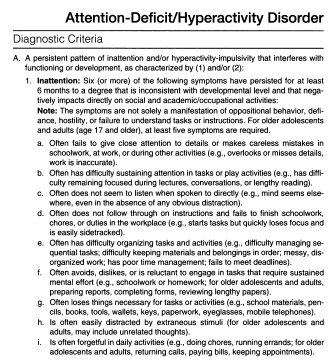 Attention-Deficit/Hyperactivity Disorder
Diagnostic Criteria
A. A persistent pattern of inattention and/or hyperactivity-impulsivity that interferes with
functioning or development, as characterized by (1) and/or (2):
1. Inattention: Six (or more) of the following symptoms have persisted for at least
6 months to a degree that is inconsistent with developmental level and that nega-
tively impacts directly on social and academic/occupational activities:
Note: The symptoms are not solely a manifestation of oppositional behavior, defi-
ance, hostility, or failure to understand tasks or instructions. For older adolescents
and adults (age 17 and older), at least five symptoms are required.
a. Often fails to give close attention to details or makes careless mistakes in
schoolwork, at work, or during other activities (e.g., overlooks or misses details,
work is inaccurate).
b. Often has difficulty sustaining attention in tasks or play activities (e.g., has diffi-
culty remaining focused during lectures, conversations, or lengthy reading).
c. Often does not seem to listen when spoken to directly (e.g., mind seems else-
where, even in the absence of any obvious distraction).
d. Often does not follow through on instructions and fails to finish schoolwork,
chores, or duties in the workplace (e.g., starts tasks but quickly loses focus and
is easily sidetracked).
e. Often has difficulty organizing tasks and activities (e.g., difficulty managing se-
quential tasks; difficulty keeping materials and belongings in order; messy, dis-
organized work; has poor time management; fails to meet deadlines).
f. Often avoids, dislikes, or is reluctant to engage in tasks that require sustained
mental effort (e.g., schoolwork or homework; for older adolescents and adults,
preparing reports, completing forms, reviewing lengthy papers).
g. Often loses things necessary for tasks or activities (e.g., school materials, pen-
cils, books, tools, wallets, keys, paperwork, eyeglasses, mobile telephones).
h. Is often easily distracted by extraneous stimuli (for older adolescents and
adults, may include unrelated thoughts).
i. Is often forgetful in daily activities (e.g., doing chores, running errands; for older
adolescents and adults, returning calls, paying bills, keeping appointments).